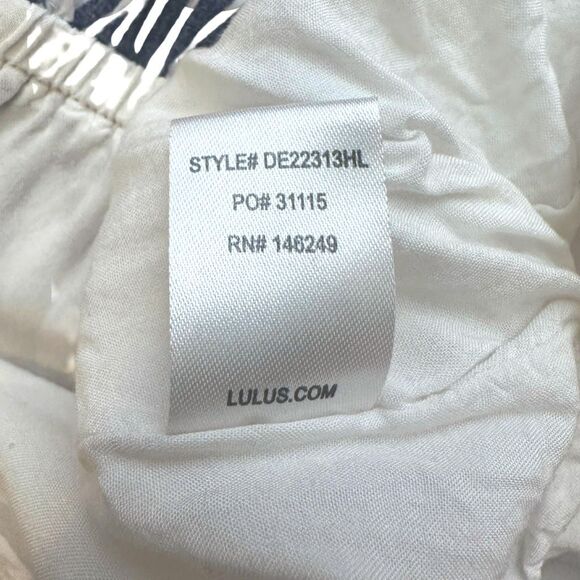 STYLE# DE22313HL
PO# 31115
RN# 146249
LULUS.COM